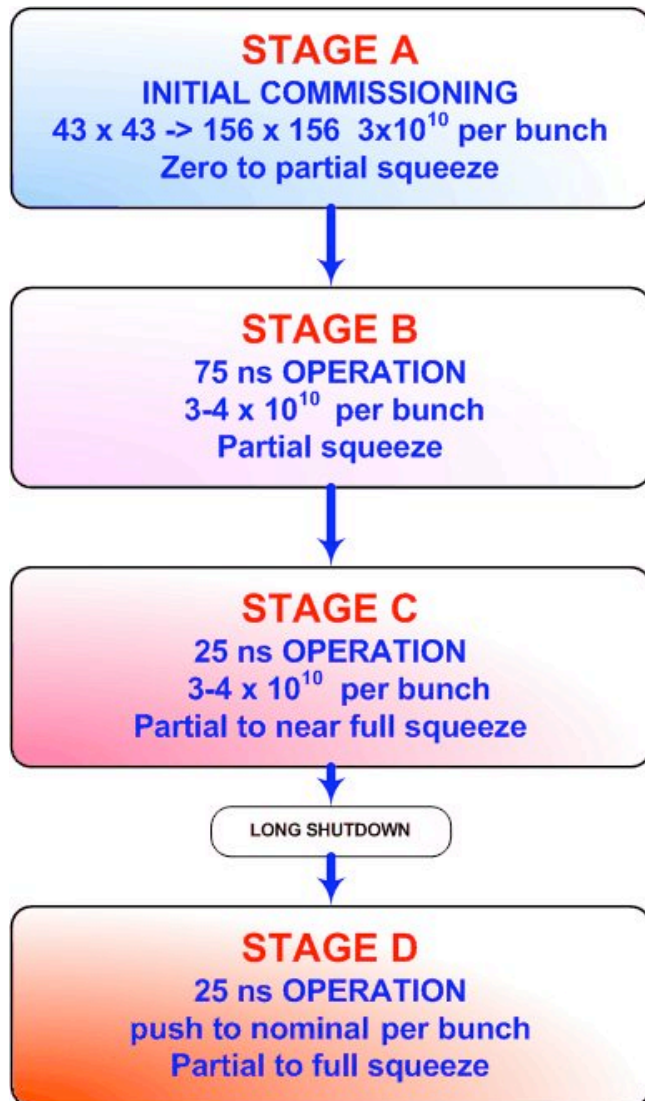 STAGE A
INITIAL COMMISSIONING
43 x 43 -> 156 x 156 3x10¹⁰ per bunch
Zero to partial squeeze
STAGE B
75 ns OPERATION
3-4 x 10¹⁰ per bunch
Partial squeeze
STAGE C
25 ns OPERATION
3-4 x 10¹⁰ per bunch
Partial to near full squeeze
LONG SHUTDOWN
STAGE D
25 ns OPERATION
push to nominal per bunch
Partial to full squeeze